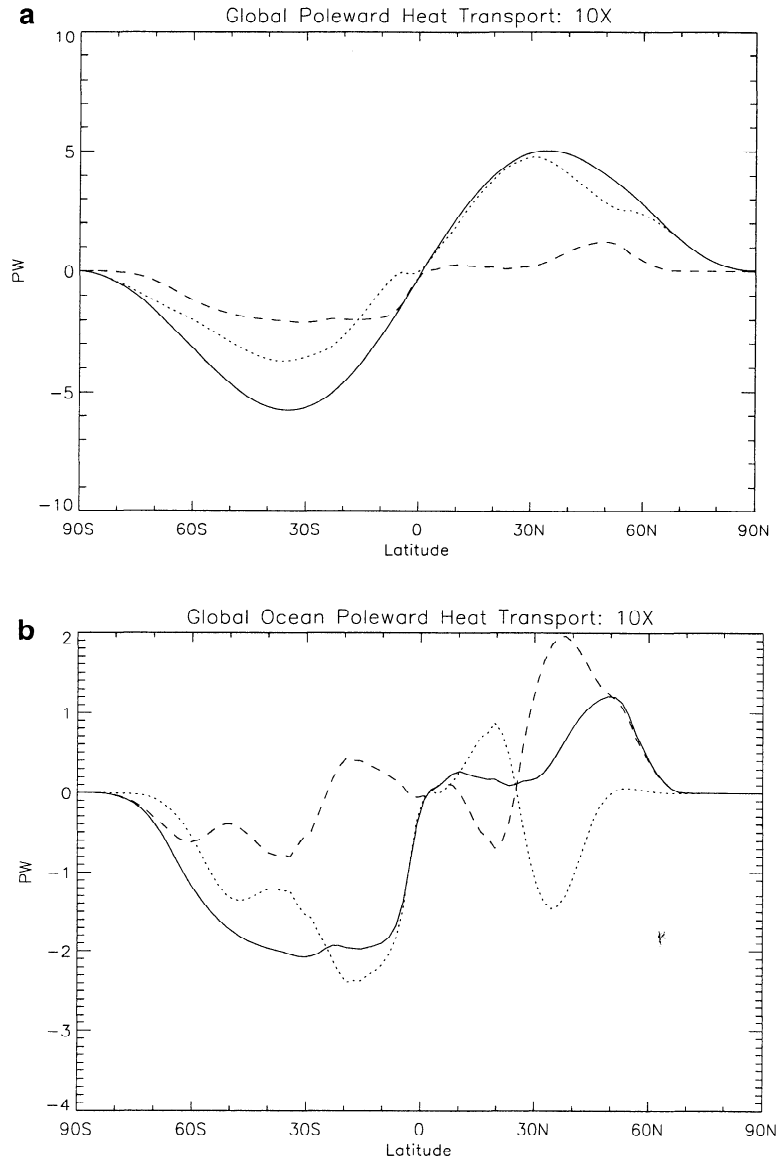 a
Global Poleward Heat Transport: 10X
10
5
0
−5
−10
PW
90S 60S 30S 0 30N 60N 90N
Latitude
b
Global Ocean Poleward Heat Transport: 10X
2
1
0
−1
−2
−3
−4
PW
90S 60S 30S 0 30N 60N 90N
Latitude